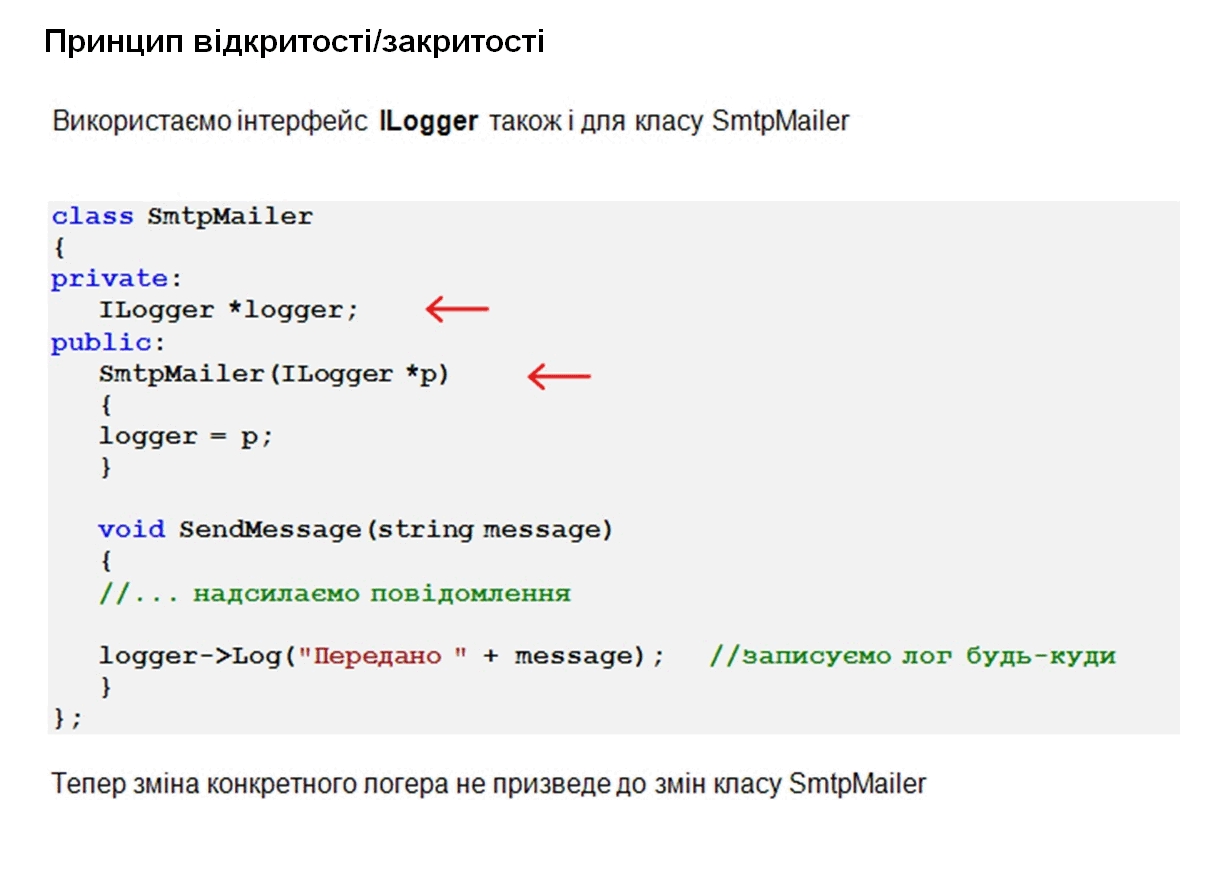 Принцип відкритості/закритості
Використаємо інтерфейс ILogger також і для класу SmtpMailer
class SmtpMailer
{
private:
ILogger *logger;
public:
SmtpMailer(ILogger *p)
{
logger = p;
}
void SendMessage(string message)
{
//... надсилаємо повідомлення
logger->Log("Передано " + message); //записуємо лог будь-куди
}
};
Тепер зміна конкретного логера не призведе до змін класу SmtpMailer